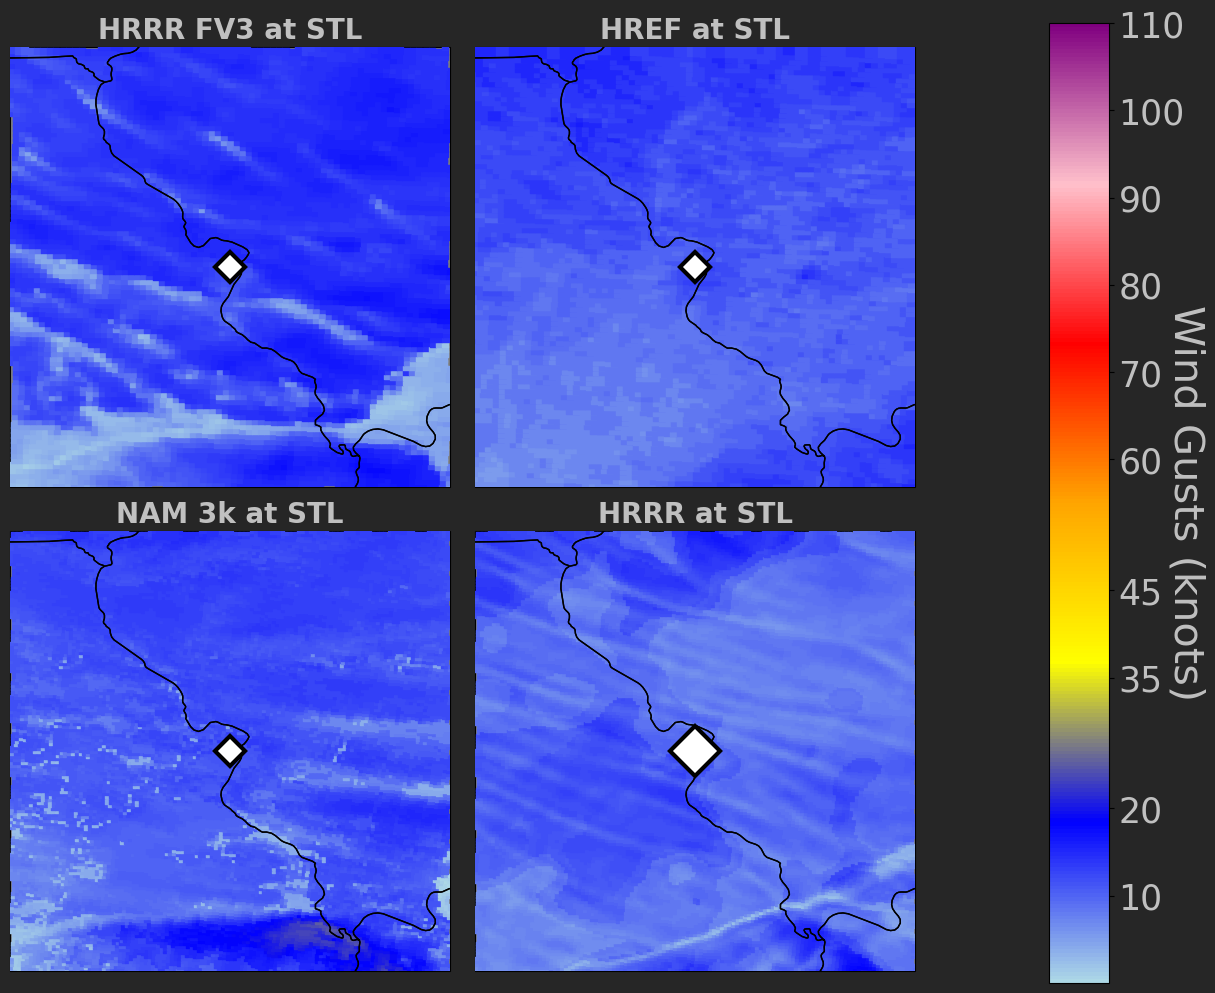 HRRR FV3 at STL
HREF at STL
NAM 3k at STL
HRRR at STL
110
100
90
80
70
60
45
35
20
10
Wind Gusts (knots)